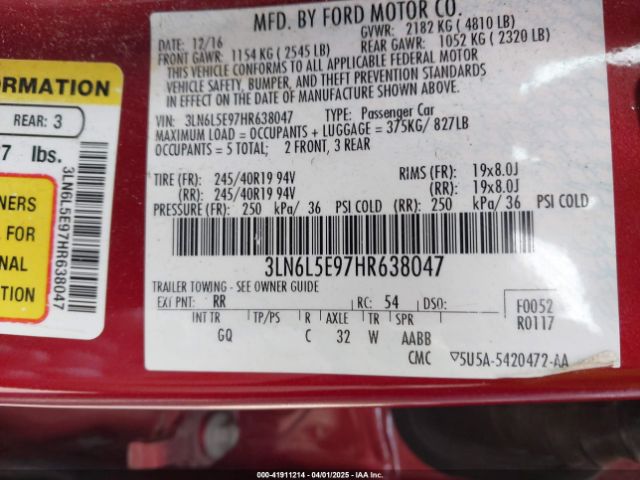 MFD. BY FORD MOTOR CO.
DATE: 12/16
GVWR: 2182 KG ( 4810 LB)
FRONT GAWR: 1154 KG ( 2545 LB)
REAR GAWR: 1052 KG ( 2320 LB)
THIS VEHICLE CONFORMS TO ALL APPLICABLE FEDERAL MOTOR
VEHICLE SAFETY, BUMPER, AND THEFT PREVENTION STANDARDS
IN EFFECT ON THE DATE OF MANUFACTURE SHOWN ABOVE.
VIN: 3LN6L5E97HR638047 TYPE: Passenger Car
MAXIMUM LOAD = OCCUPANTS + LUGGAGE = 375KG/ 827LB
OCCUPANTS = 5 TOTAL; 2 FRONT, 3 REAR
TIRE (FR): 245/40R19 94V RIMS (FR): 19x8.0J
(RR): 245/40R19 94V (RR): 19x8.0J
PRESSURE (FR): 250 kPa/ 36 PSI COLD (RR): 250 kPa/ 36 PSI COLD
3LN6L5E97HR638047
TRAILER TOWING - SEE OWNER GUIDE
EXT PNT: RR RC: 54 DSO:
F0052
R0117
INT TR TP/PS R AXLE TR SPR
GQ C 32 W AABB
CMC ▽5U5A-5420472-AA
FORMATION
REAR: 3
7 lbs.
NERS
L FOR
NAL
TION
3LN6L5E97HR638047
000-41911214 - 04/01/2025 - IAAI INC.